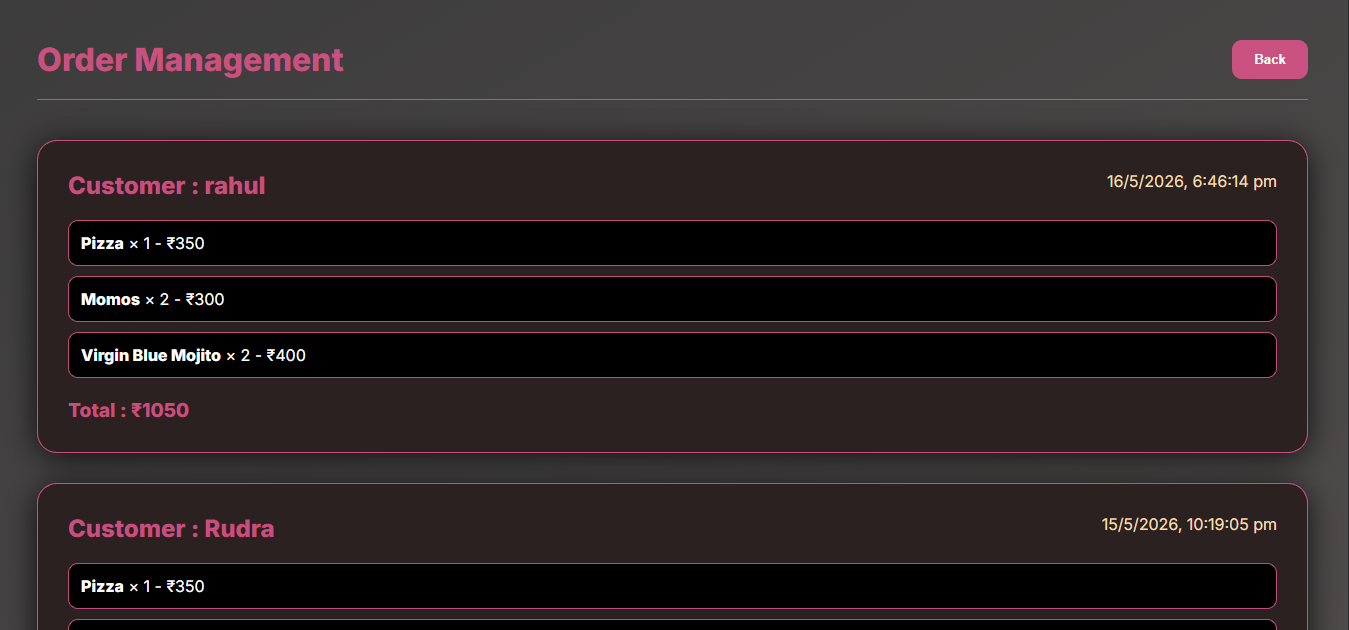 Order Management
Back
Customer : rahul
16/5/2026, 6:46:14 pm
Pizza × 1 - ₹350
Momos × 2 - ₹300
Virgin Blue Mojito × 2 - ₹400
Total : ₹1050
Customer : Rudra
15/5/2026, 10:19:05 pm
Pizza × 1 - ₹350